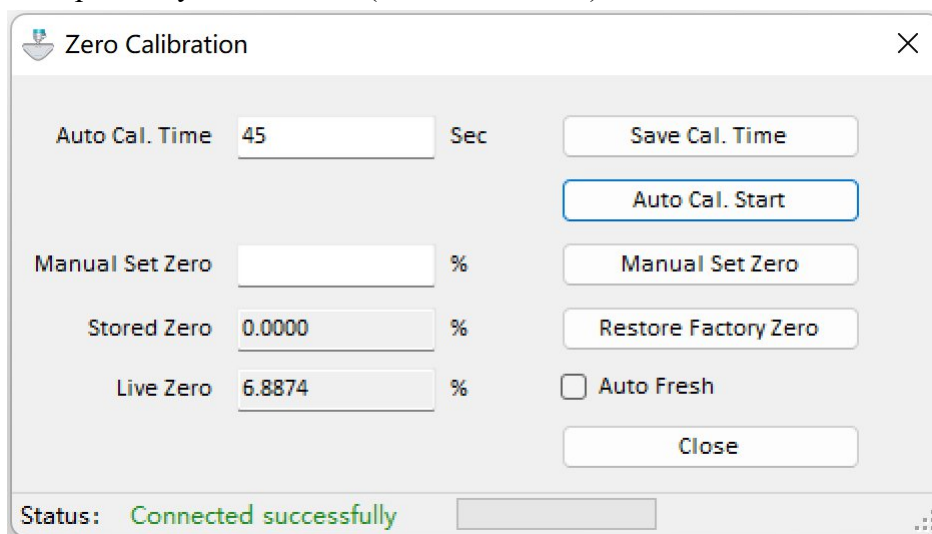 Zero Calibration
Auto Cal. Time 45 Sec Save Cal. Time
Auto Cal. Start
Manual Set Zero % Manual Set Zero
Stored Zero 0.0000 % Restore Factory Zero
Live Zero 6.8874 % Auto Fresh
Close
Status: Connected successfully